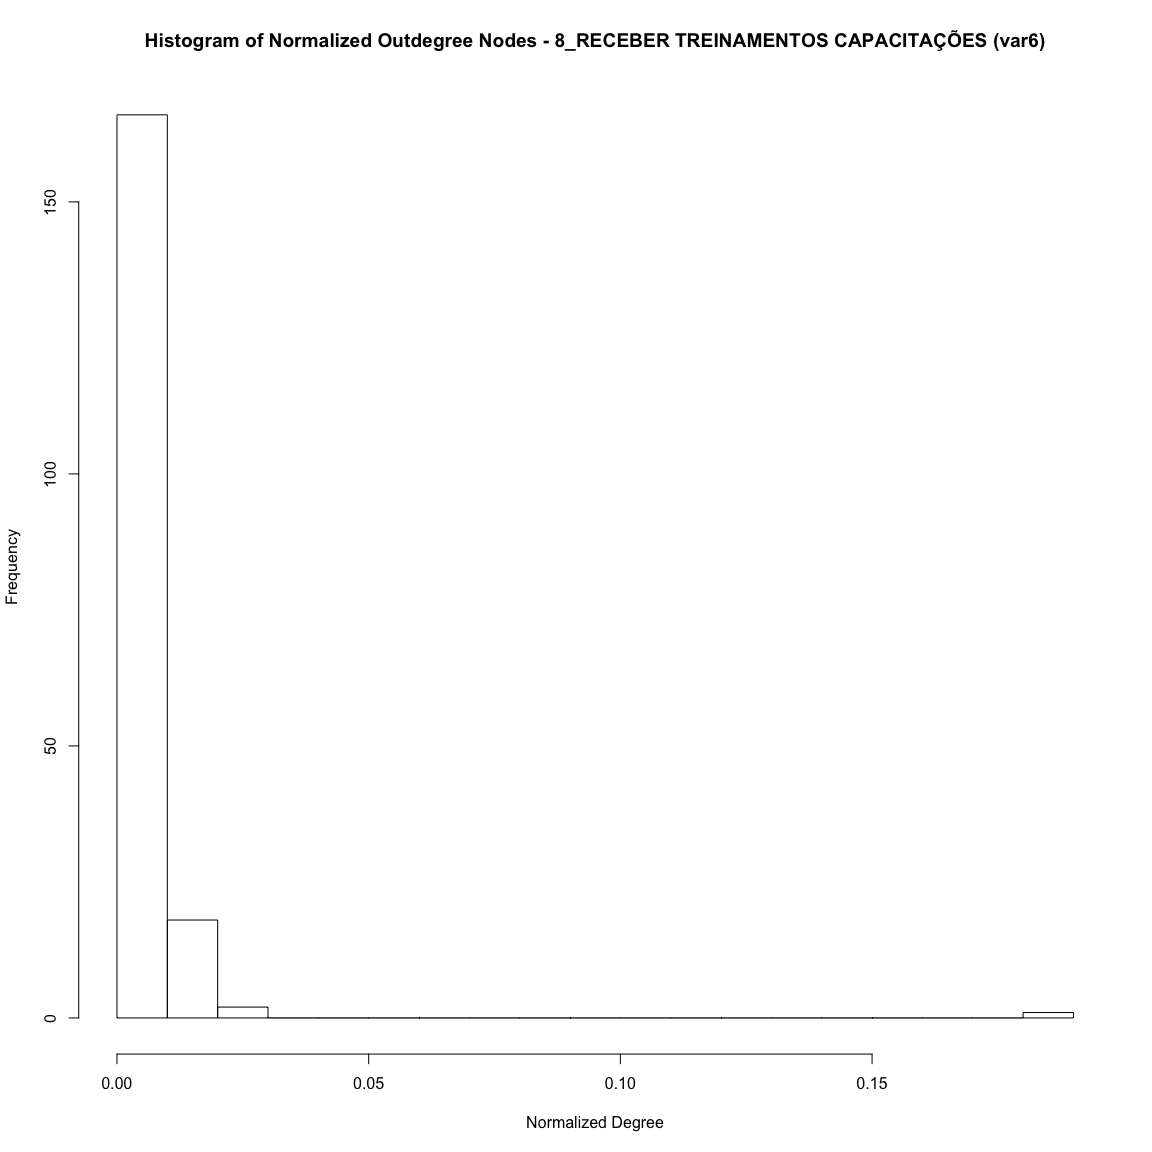 Histogram of Normalized Outdegree Nodes - 8_RECEBER TREINAMENTOS CAPACITAÇÕES (var6)
150
100
50
0
Frequency
0.00 0.05 0.10 0.15
Normalized Degree